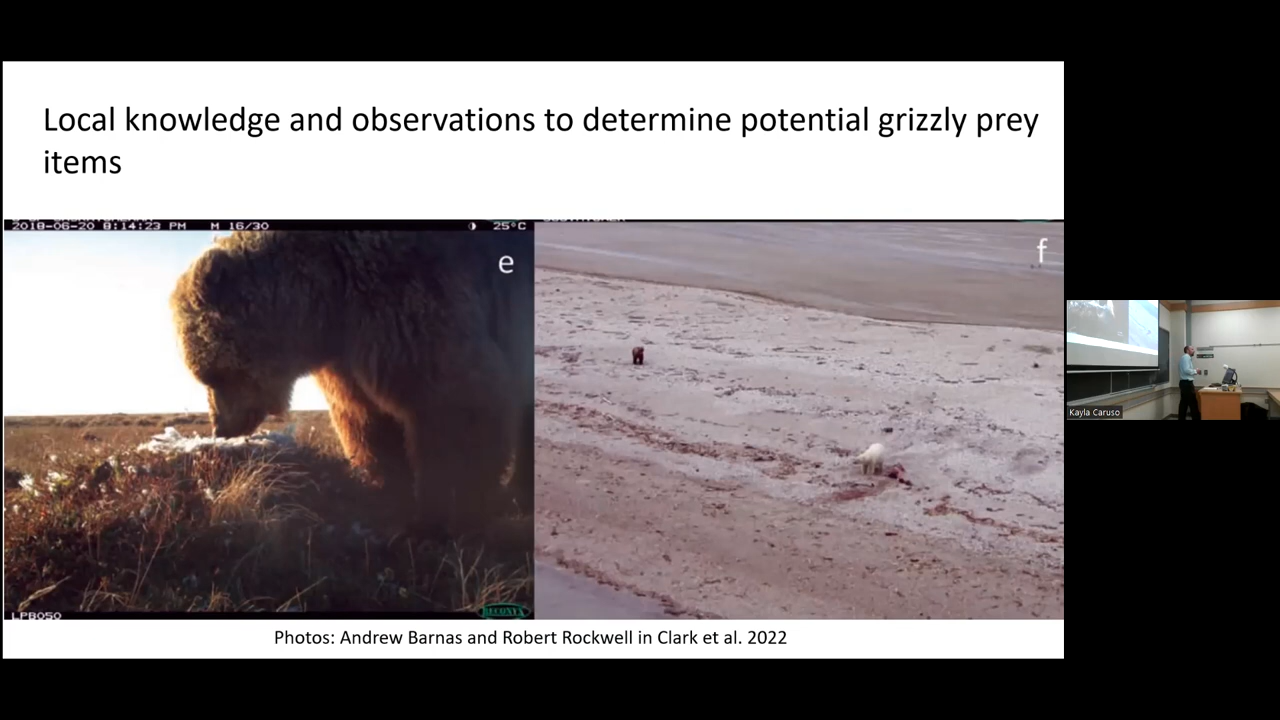 Local knowledge and observations to determine potential grizzly prey
items
2018-06-20 8:14:23 PM M 16/30 25°C
e
f
LPB050
RECONYX
Photos: Andrew Barnas and Robert Rockwell in Clark et al. 2022
Kayla Caruso